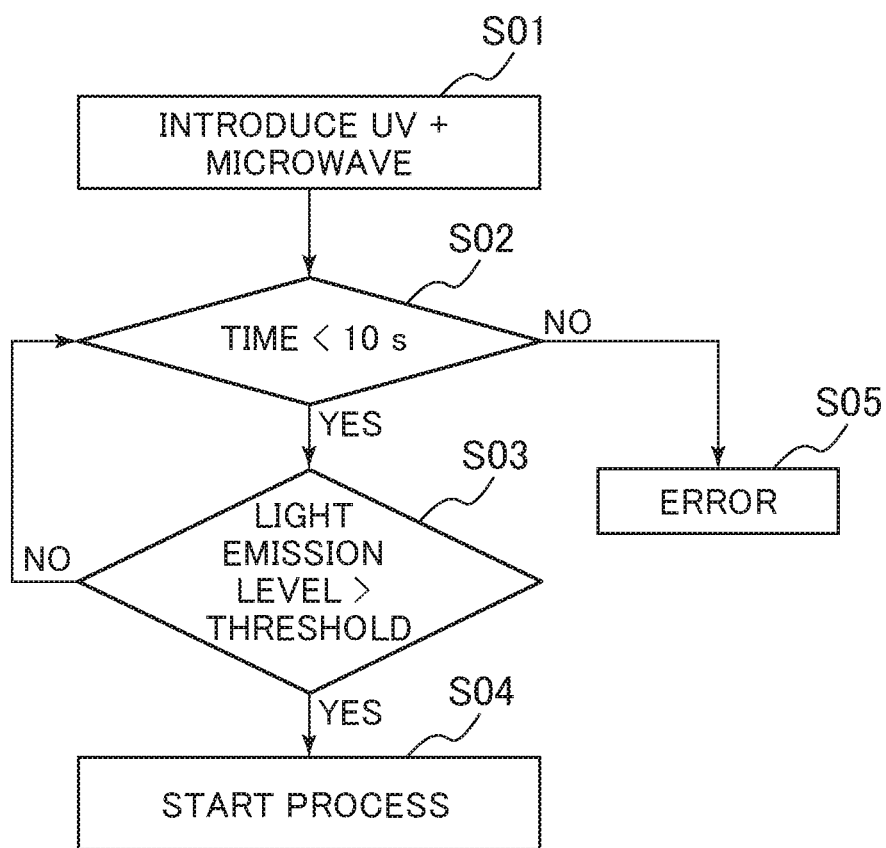 S01
INTRODUCE UV +
MICROWAVE
S02
TIME < 10 s
NO
YES
S05
ERROR
S03
LIGHT
EMISSION
LEVEL >
THRESHOLD
NO
YES
S04
START PROCESS